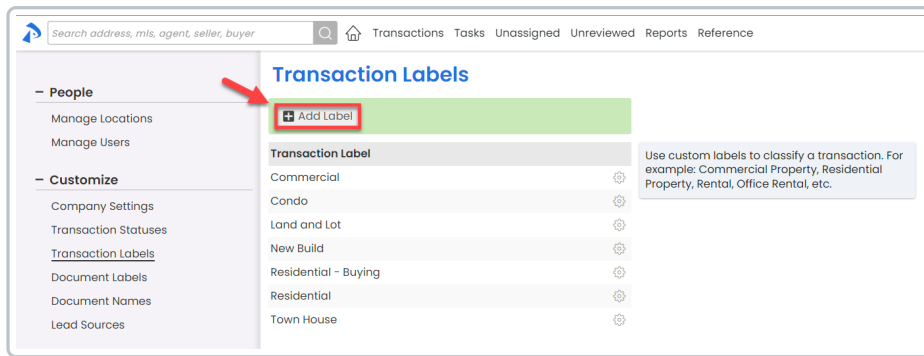 Search address, mls, agent, seller, buyer
Transactions Tasks Unassigned Unreviewed Reports Reference
− People
Manage Locations
Manage Users
− Customize
Company Settings
Transaction Statuses
Transaction Labels
Document Labels
Document Names
Lead Sources
Transaction Labels
Add Label
Transaction Label
Commercial
Condo
Land and Lot
New Build
Residential - Buying
Residential
Town House
Use custom labels to classify a transaction. For
example: Commercial Property, Residential
Property, Rental, Office Rental, etc.